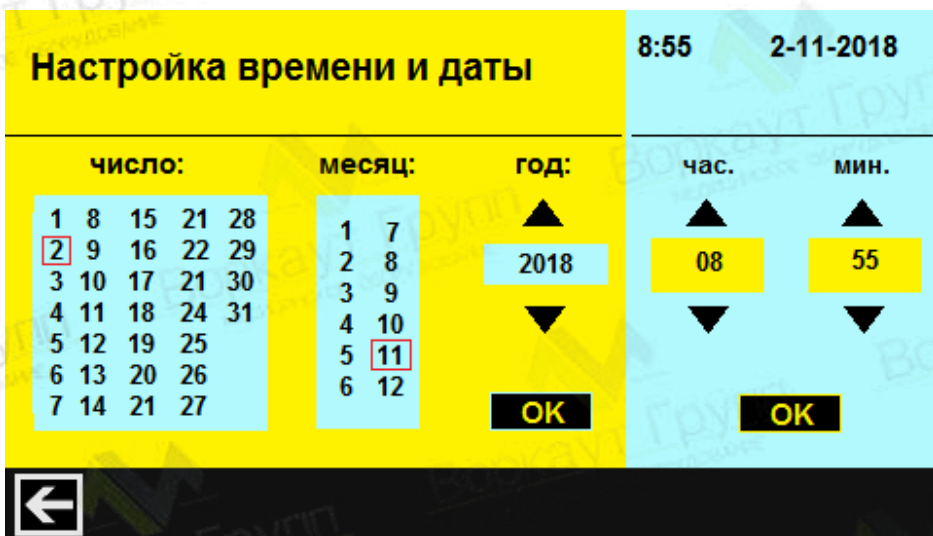 Настройка времени и даты
8:55 2-11-2018
число: месяц: год: час. мин.
1 8 15 21 28
2 9 16 22 29
3 10 17 21 30
4 11 18 24 31
5 12 19 25
6 13 20 26
7 14 21 27
1 7
2 8
3 9
4 10
5 11
6 12
2018
OK
08 55
OK
Воркаут Групп